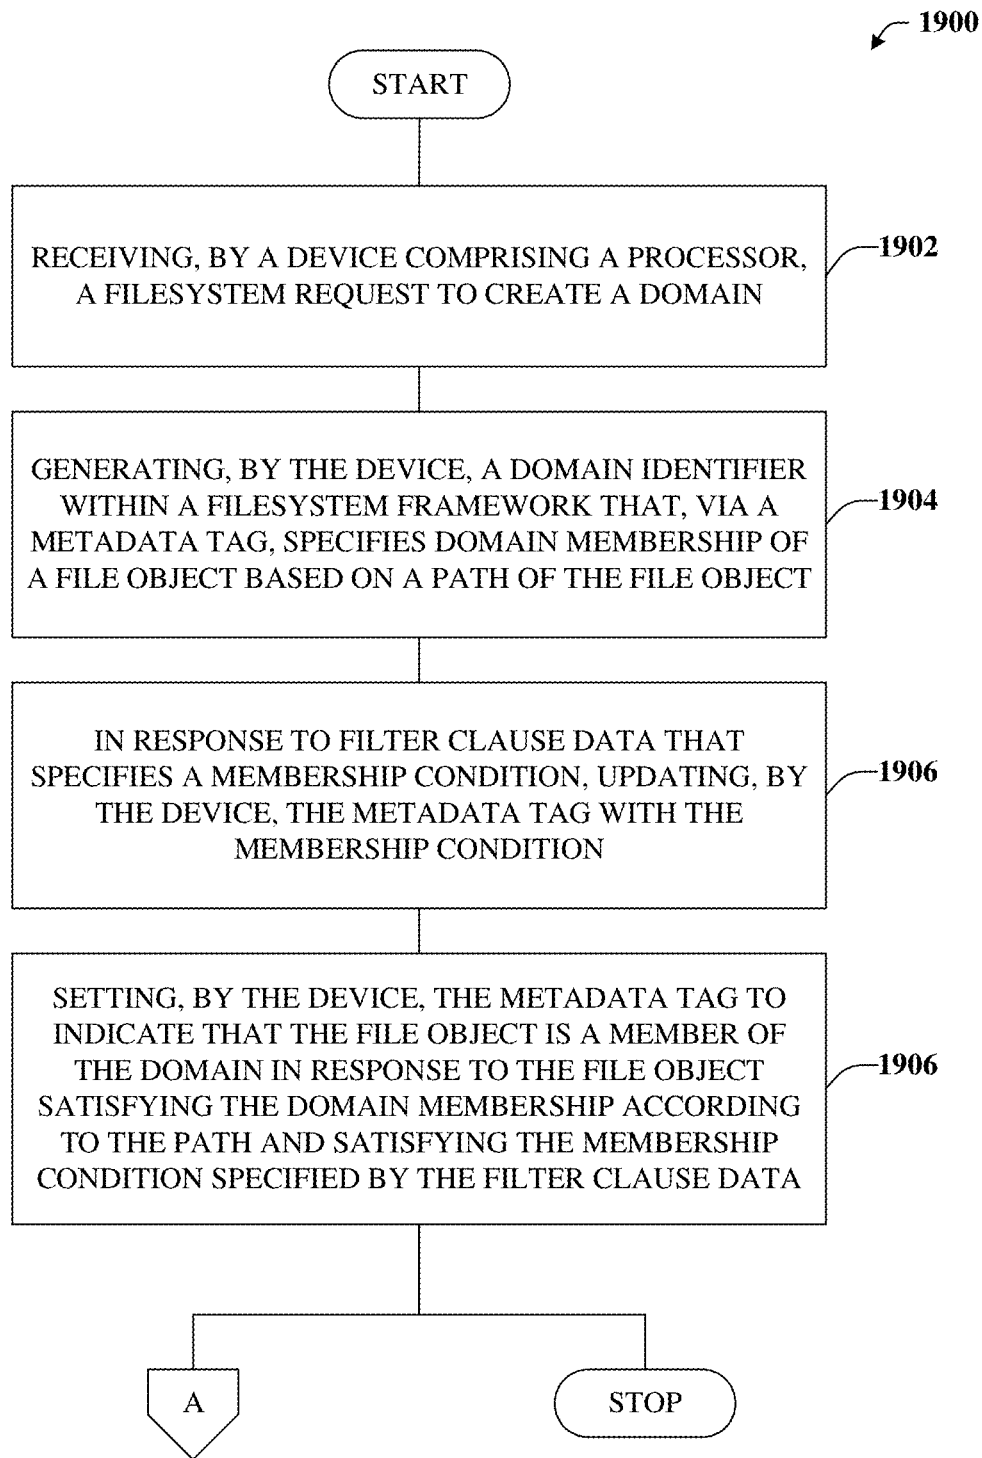 1900
START
RECEIVING, BY A DEVICE COMPRISING A PROCESSOR,
A FILESYSTEM REQUEST TO CREATE A DOMAIN
1902
GENERATING, BY THE DEVICE, A DOMAIN IDENTIFIER
WITHIN A FILESYSTEM FRAMEWORK THAT, VIA A
METADATA TAG, SPECIFIES DOMAIN MEMBERSHIP OF
A FILE OBJECT BASED ON A PATH OF THE FILE OBJECT
1904
IN RESPONSE TO FILTER CLAUSE DATA THAT
SPECIFIES A MEMBERSHIP CONDITION, UPDATING, BY
THE DEVICE, THE METADATA TAG WITH THE
MEMBERSHIP CONDITION
1906
SETTING, BY THE DEVICE, THE METADATA TAG TO
INDICATE THAT THE FILE OBJECT IS A MEMBER OF
THE DOMAIN IN RESPONSE TO THE FILE OBJECT
SATISFYING THE DOMAIN MEMBERSHIP ACCORDING
TO THE PATH AND SATISFYING THE MEMBERSHIP
CONDITION SPECIFIED BY THE FILTER CLAUSE DATA
1906
A
STOP